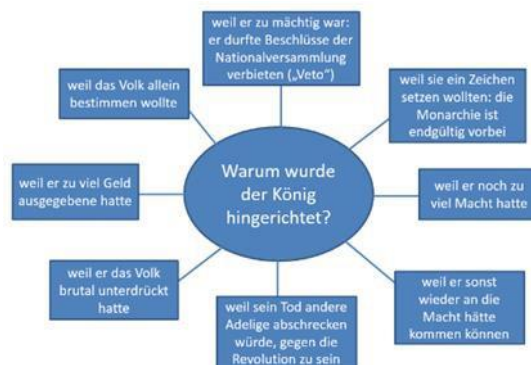 weil er zu mächtig war:
er durfte Beschlüsse der
Nationalversammlung
verbieten („Veto“)
weil das Volk allein
bestimmen wollte
weil sie ein Zeichen
setzen wollten: die
Monarchie ist
endgültig vorbei
Warum wurde
der König
hingerichtet?
weil er zu viel Geld
ausgegebene hatte
weil er noch zu
viel Macht hatte
weil er das Volk
brutal unterdrückt
hatte
weil sein Tod andere
Adelige abschrecken
würde, gegen die
Revolution zu sein
weil er sonst
wieder an die
Macht hätte
kommen können